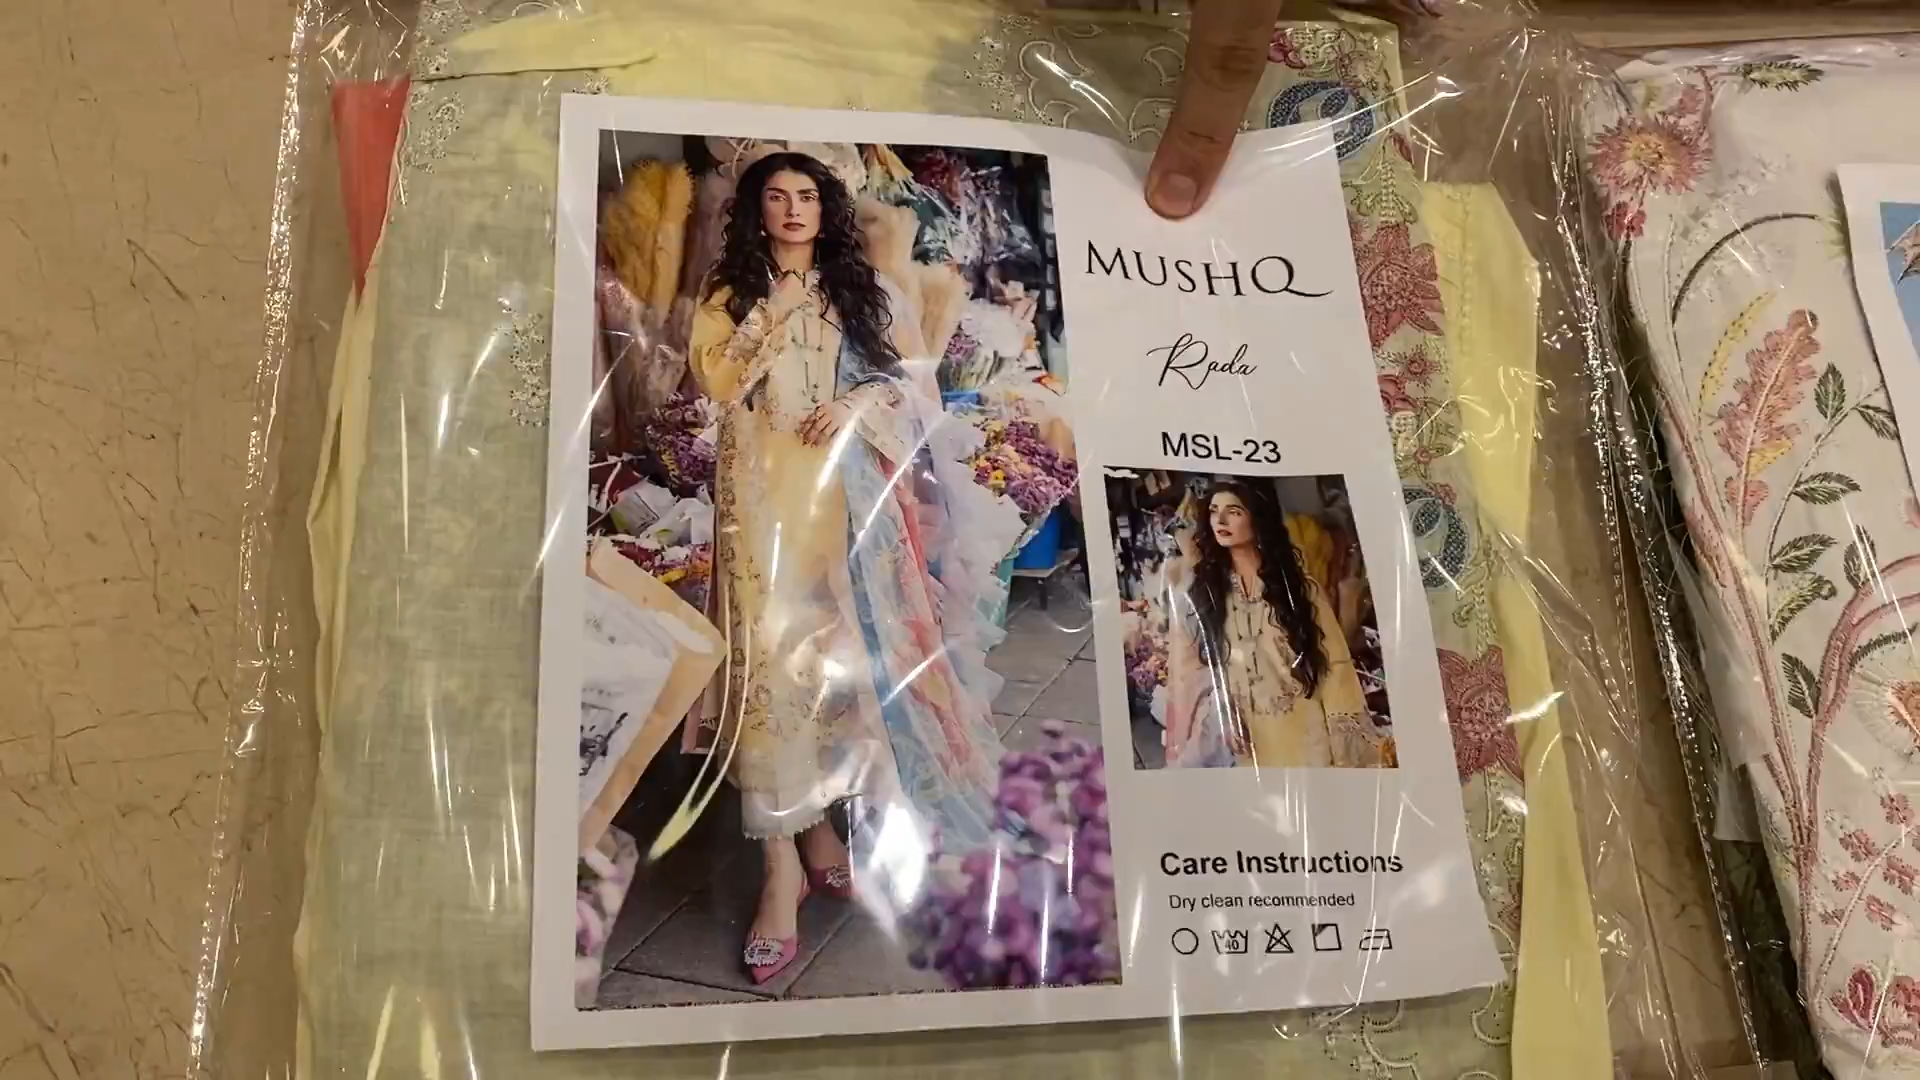 MUSHQ
Rada
MSL-23
Care Instructions
Dry clean recommended
40